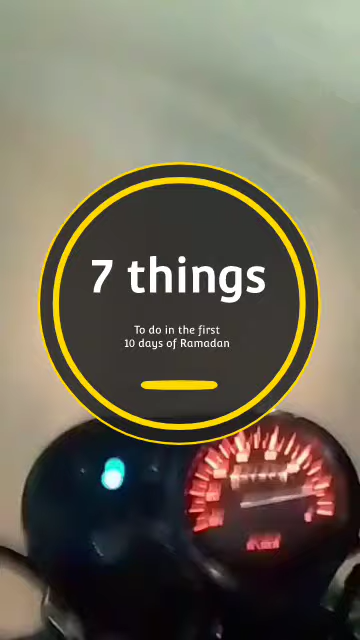 7 things
To do in the first
10 days of Ramadan